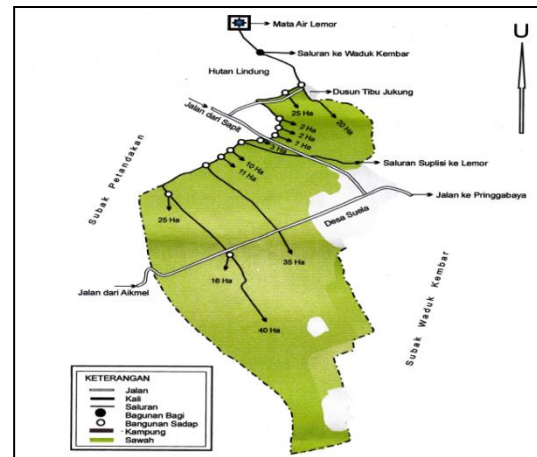 Mata Air Lemor
U
Saluran ke Waduk Kembar
Hutan Lindung
Dusun Tibu Jukung
Jalan dari Sapit
25 Ha
20 Ha
2 Ha
2 Ha
7 Ha
3 Ha
10 Ha
11 Ha
Saluran Suplisi ke Lemor
Jalan ke Pringgabaya
Subak Petandakan
Desa Suela
25 Ha
35 Ha
16 Ha
Jalan dari Aikmel
40 Ha
Subak Waduk Kembar
KETERANGAN
Jalan
Kali
Saluran
Bagunan Bagi
Bangunan Sadap
Kampung
Sawah